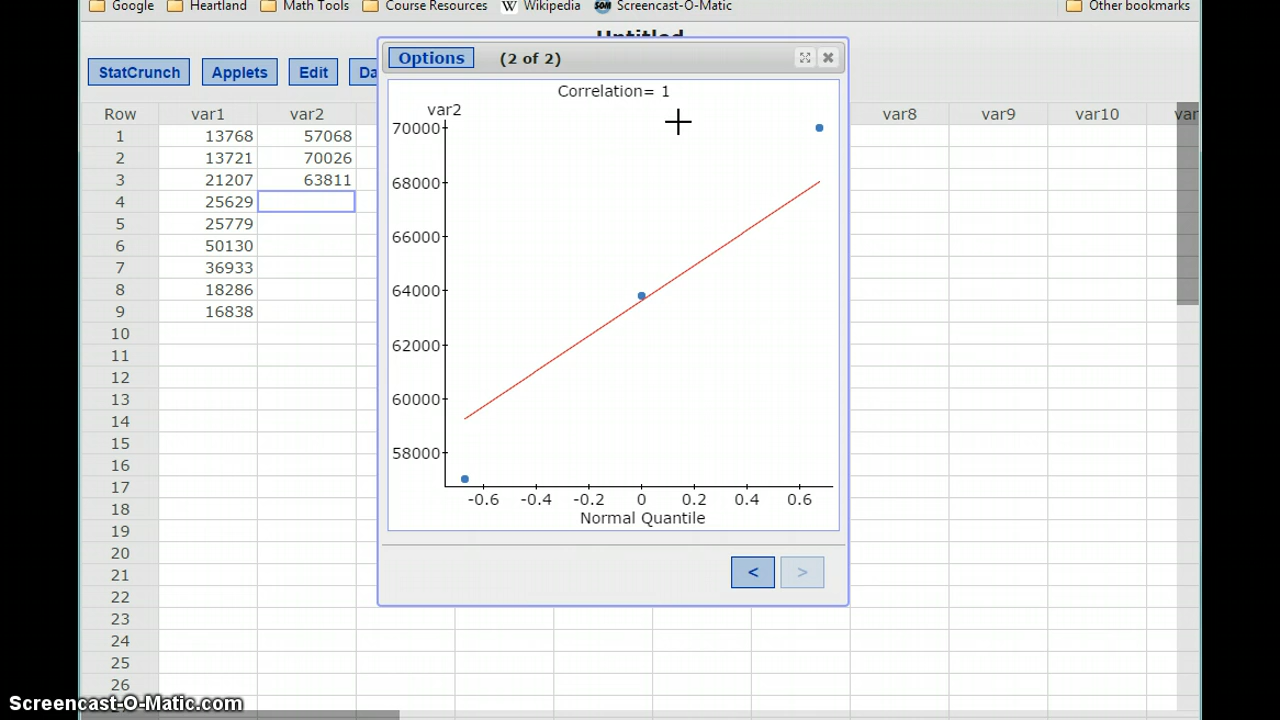 Google Heartland Math Tools Course Resources W Wikipedia SOM Screencast-O-Matic Other bookmarks
Untitled
StatCrunch Applets Edit Da
Options (2 of 2)
Correlation= 1
var2
70000
68000
66000
64000
62000
60000
58000
-0.6 -0.4 -0.2 0 0.2 0.4 0.6
Normal Quantile
< >
Row var1 var2 var8 var9 var10 var
1 13768 57068
2 13721 70026
3 21207 63811
4 25629
5 25779
6 50130
7 36933
8 18286
9 16838
10
11
12
13
14
15
16
17
18
19
20
21
22
23
24
25
26
Screencast-O-Matic.com